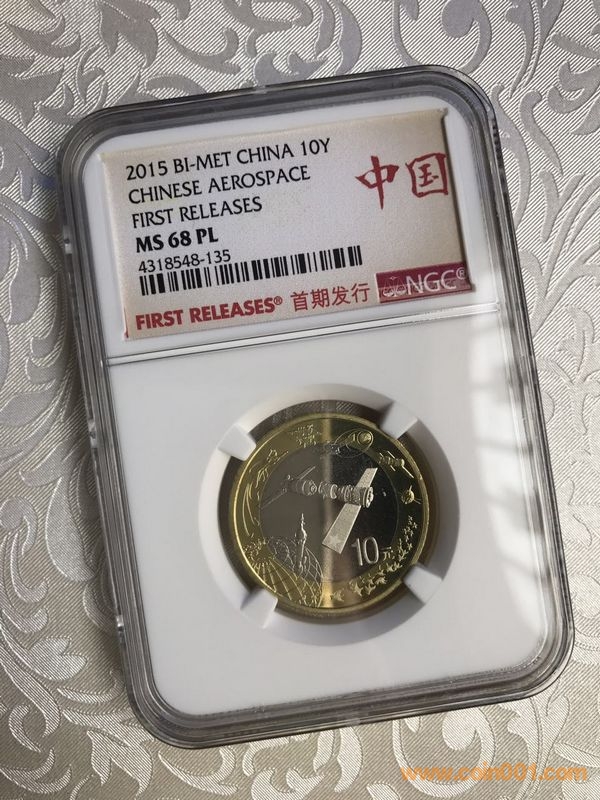 2015 BI-MET CHINA 10Y
CHINESE AEROSPACE
FIRST RELEASES
MS 68 PL
4318548-135
中国
FIRST RELEASES® 首期发行 NGC®
10元
www.coin001.com